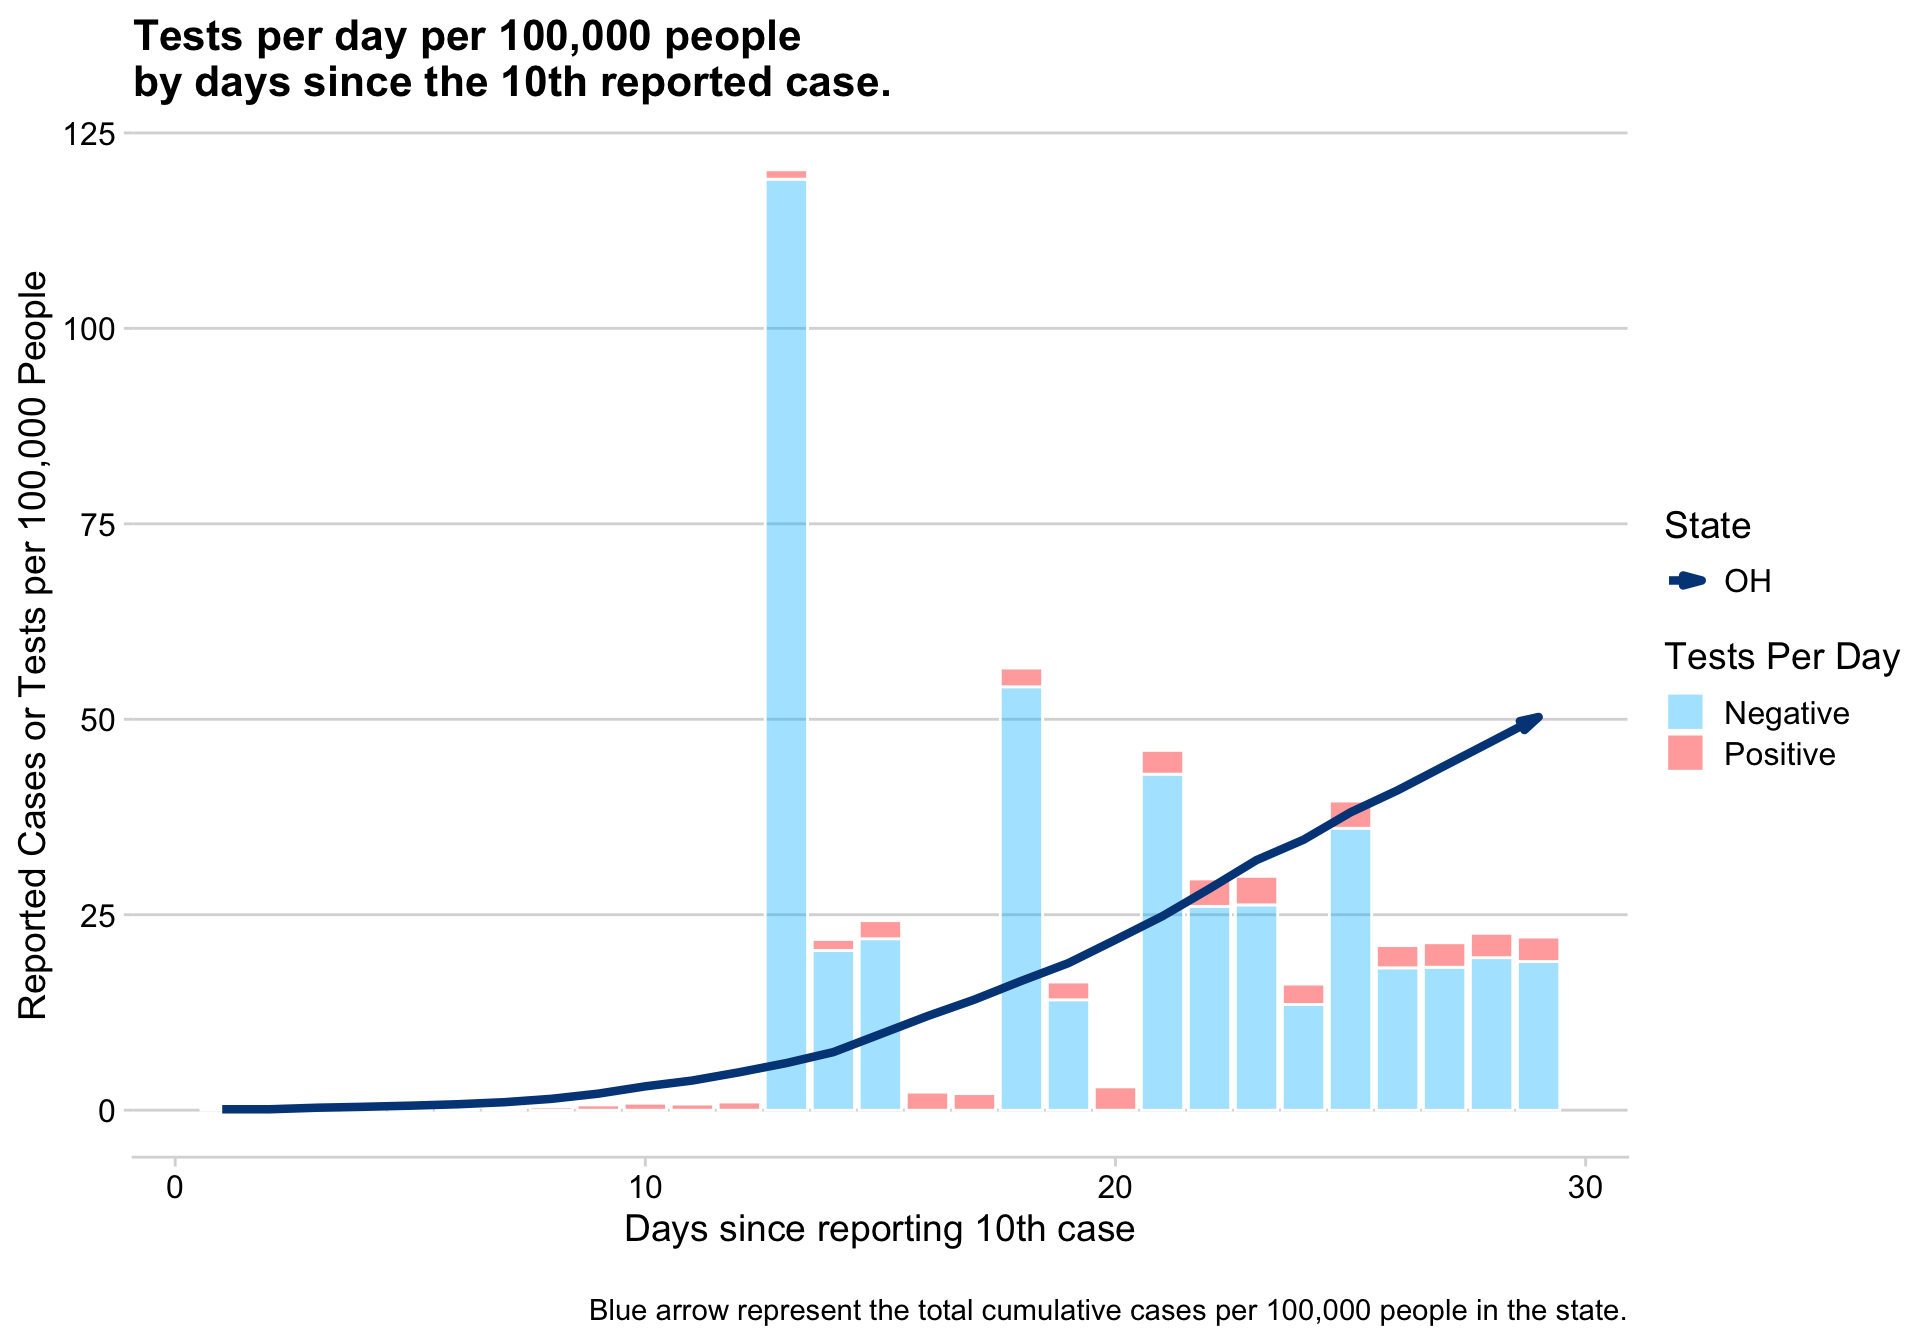 Tests per day per 100,000 people
by days since the 10th reported case.
Reported Cases or Tests per 100,000 People
125
100
75
50
25
0
0
10
20
30
Days since reporting 10th case
State
OH
Tests Per Day
Negative
Positive
Blue arrow represent the total cumulative cases per 100,000 people in the state.